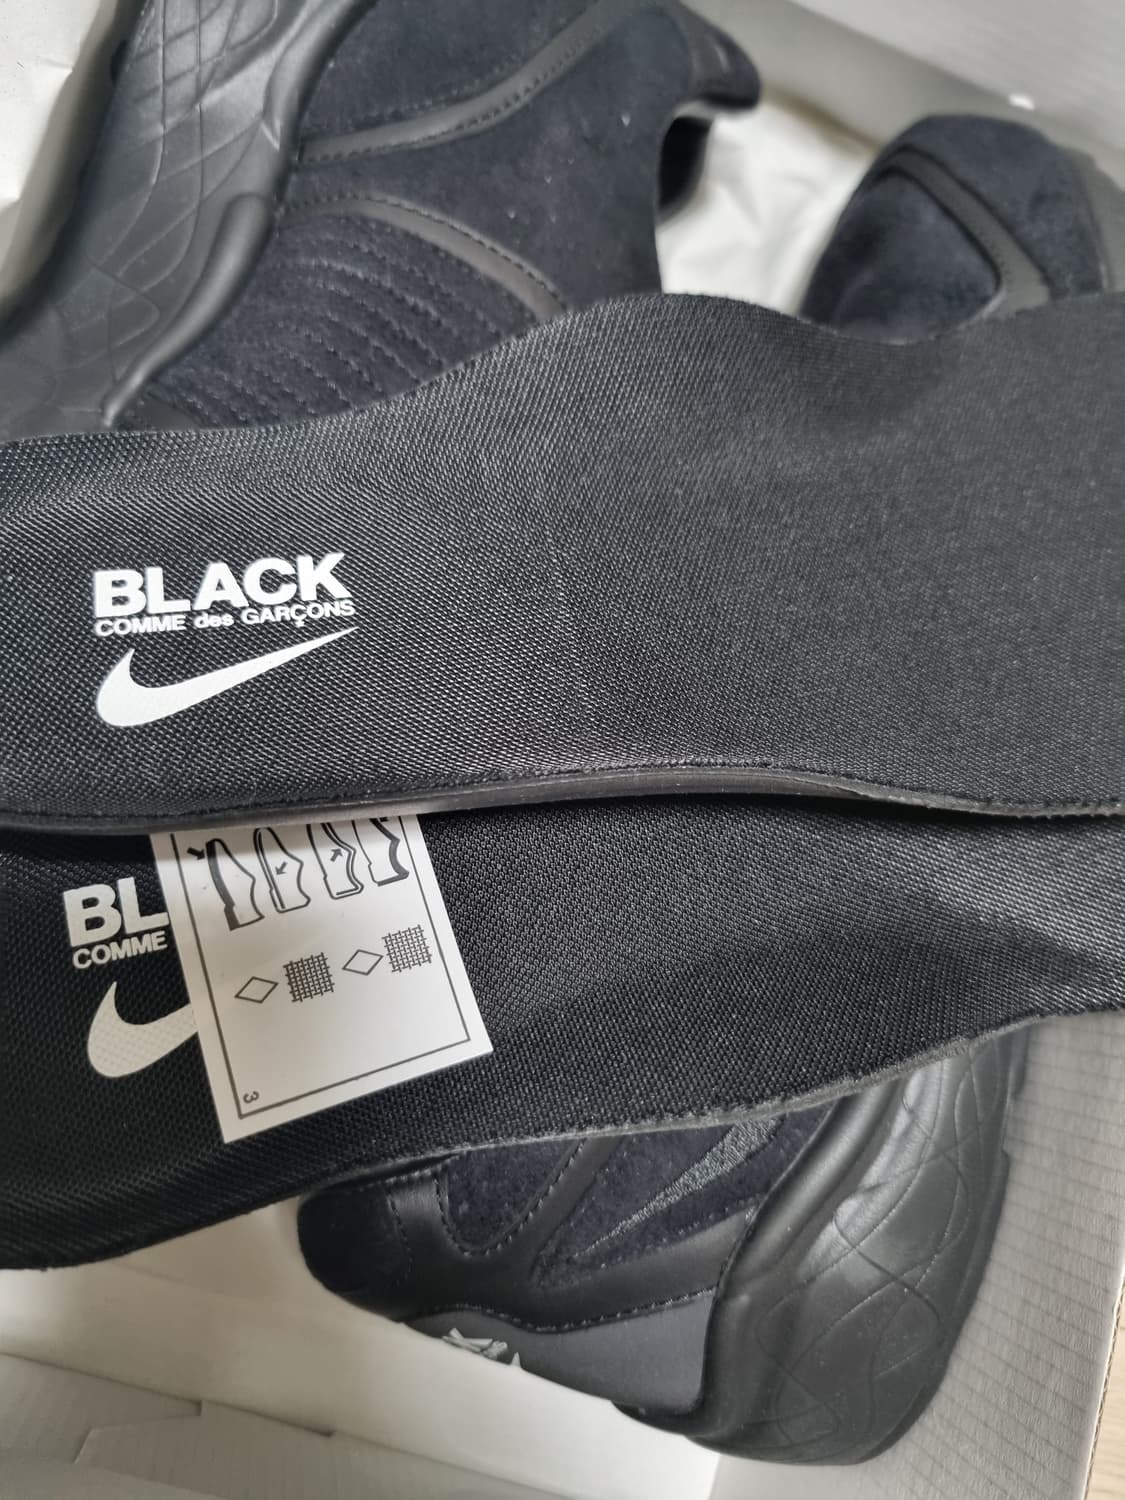 BLACK
COMME des GARÇONS
BL
COMME
3